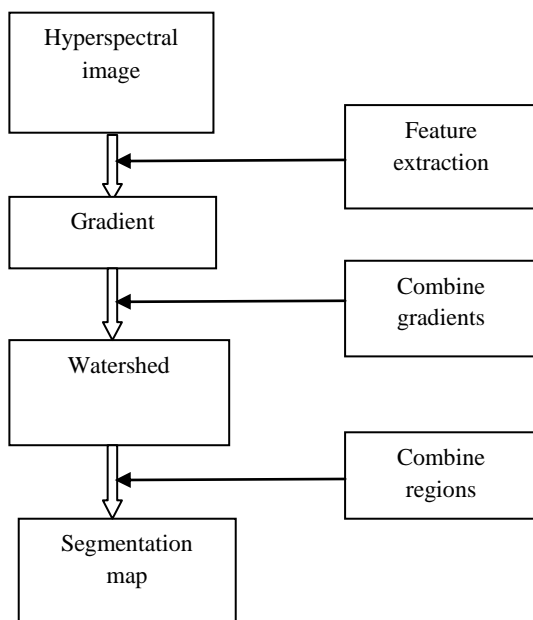 Hyperspectral
image
Feature
extraction
Gradient
Combine
gradients
Watershed
Combine
regions
Segmentation
map